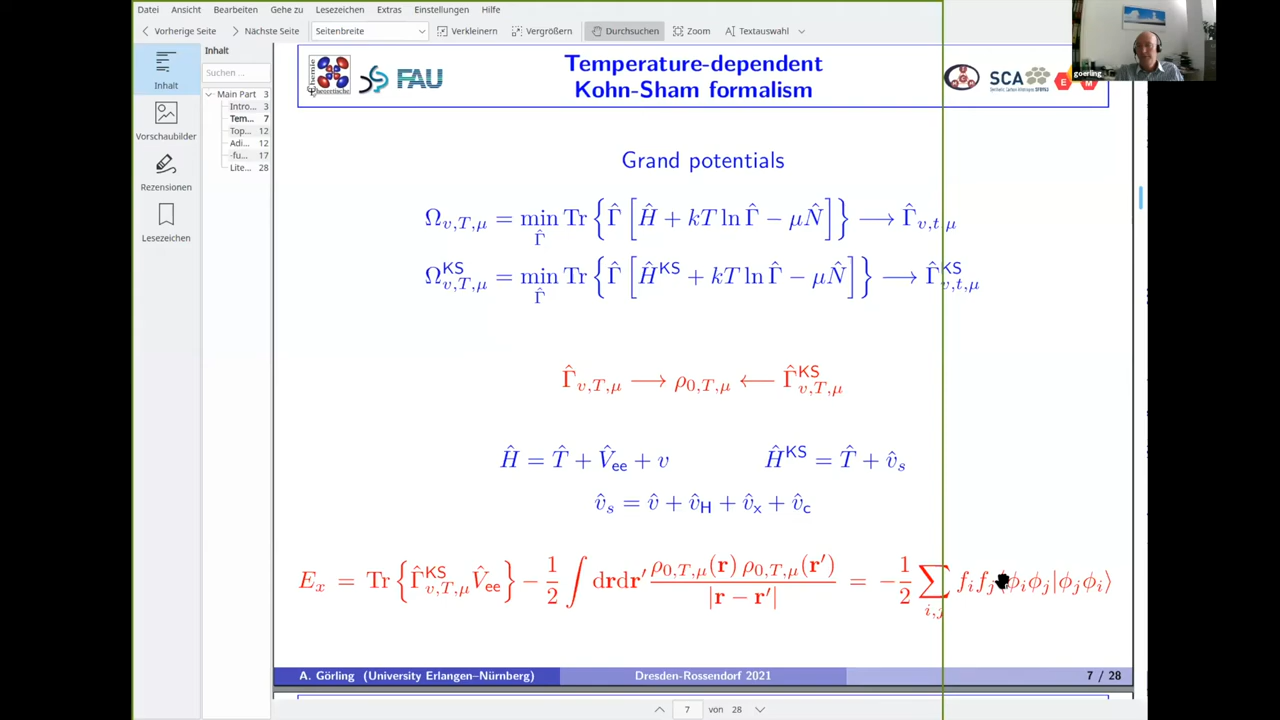 Datei Ansicht Bearbeiten Gehe zu Lesezeichen Extras Einstellungen Hilfe
Vorherige Seite Nächste Seite Seitenbreite Verkleinern Vergrößern Durchsuchen Zoom Textauswahl
goerling
Inhalt
Vorschaubilder
Rezensionen
Lesezeichen
Inhalt
Suchen ...
Main Part 3
Intro... 3
Tem... 7
Top... 12
Adi... 12
-fu... 17
Lite... 28
Theoretische Chemie
FAU
SCA
Temperature-dependent
Kohn-Sham formalism
Grand potentials
Ω_{v,T,μ} = min_{Γ̂} Tr { Γ̂ [ Ĥ + kT ln Γ̂ − μN̂ ] } ⟶ Γ̂_{v,t,μ}
Ω^{KS}_{v,T,μ} = min_{Γ̂} Tr { Γ̂ [ Ĥ^{KS} + kT ln Γ̂ − μN̂ ] } ⟶ Γ̂^{KS}_{v,t,μ}
Γ̂_{v,T,μ} ⟶ ρ_{0,T,μ} ⟵ Γ̂^{KS}_{v,T,μ}
Ĥ = T̂ + V̂_{ee} + v Ĥ^{KS} = T̂ + v̂_s
v̂_s = v̂ + v̂_H + v̂_x + v̂_c
E_x = Tr { Γ̂^{KS}_{v,T,μ} V̂_{ee} } − 1/2 ∫ drdr′ ρ_{0,T,μ}(r) ρ_{0,T,μ}(r′) / |r − r′| = − 1/2 ∑_{i,j} f_i f_j ⟨ϕ_iϕ_j|ϕ_jϕ_i⟩
A. Görling (University Erlangen–Nürnberg) Dresden-Rossendorf 2021 7 / 28
7 von 28